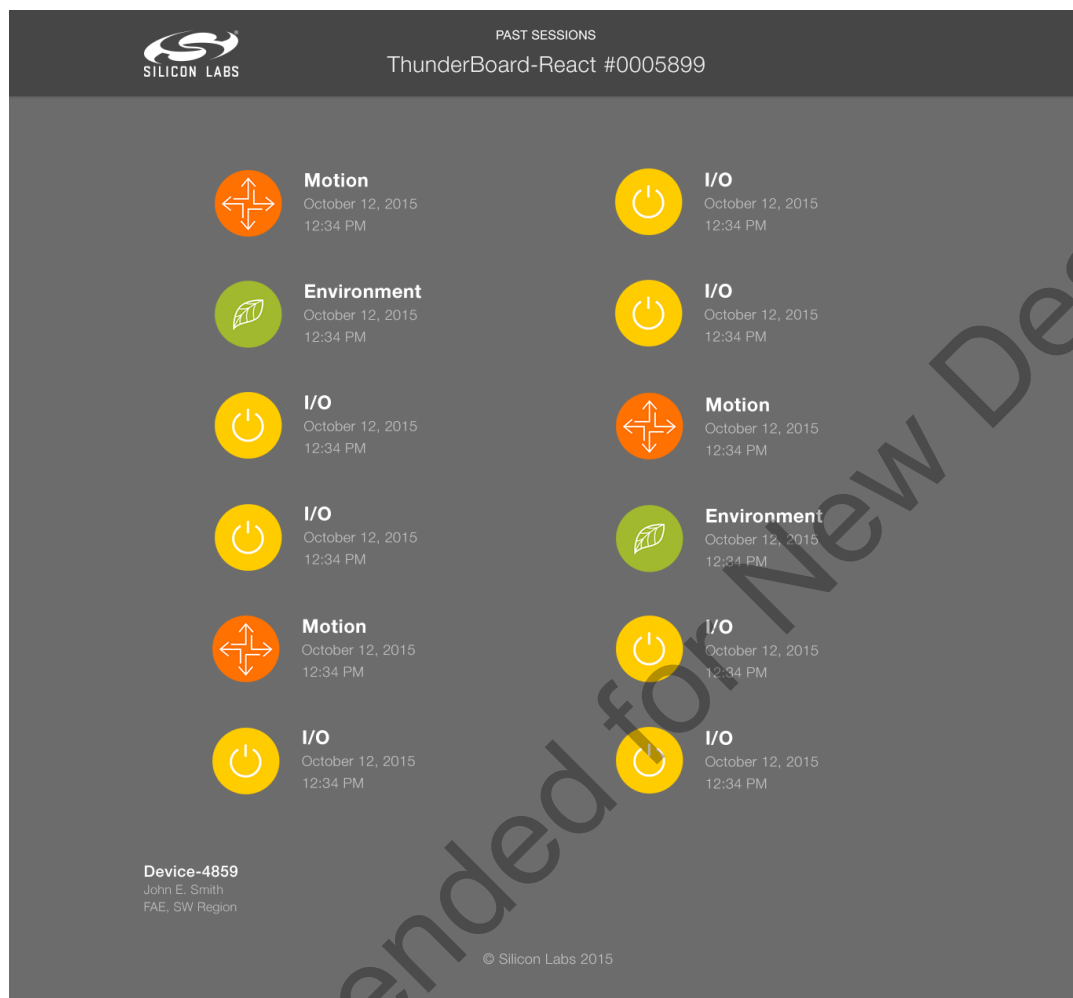 SILICON LABS
PAST SESSIONS
ThunderBoard-React #0005899
Motion
October 12, 2015
12:34 PM
I/O
October 12, 2015
12:34 PM
Environment
October 12, 2015
12:34 PM
I/O
October 12, 2015
12:34 PM
I/O
October 12, 2015
12:34 PM
Motion
October 12, 2015
12:34 PM
I/O
October 12, 2015
12:34 PM
Environment
October 12, 2015
12:34 PM
Motion
October 12, 2015
12:34 PM
I/O
October 12, 2015
12:34 PM
I/O
October 12, 2015
12:34 PM
I/O
October 12, 2015
12:34 PM
Device-4859
John E. Smith
FAE, SW Region
© Silicon Labs 2015
for New